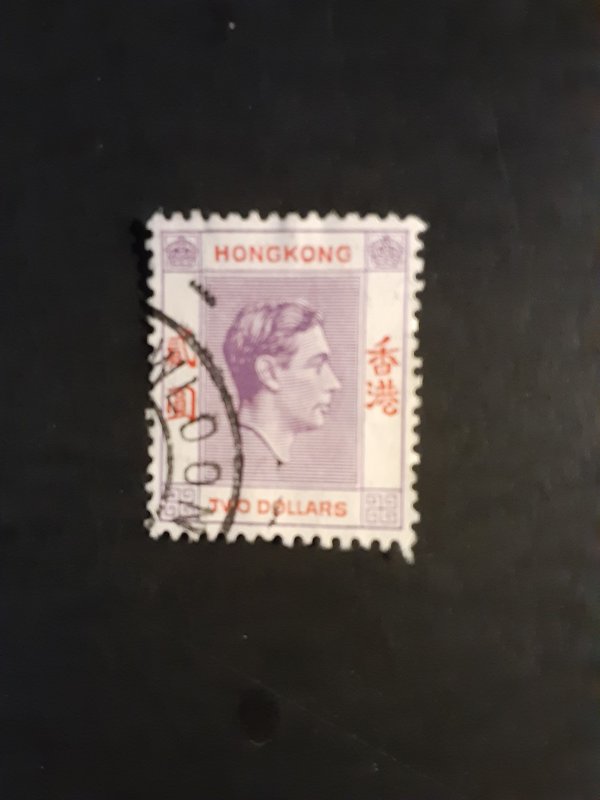 HONGKONG
貳圓
香港
TWO DOLLARS